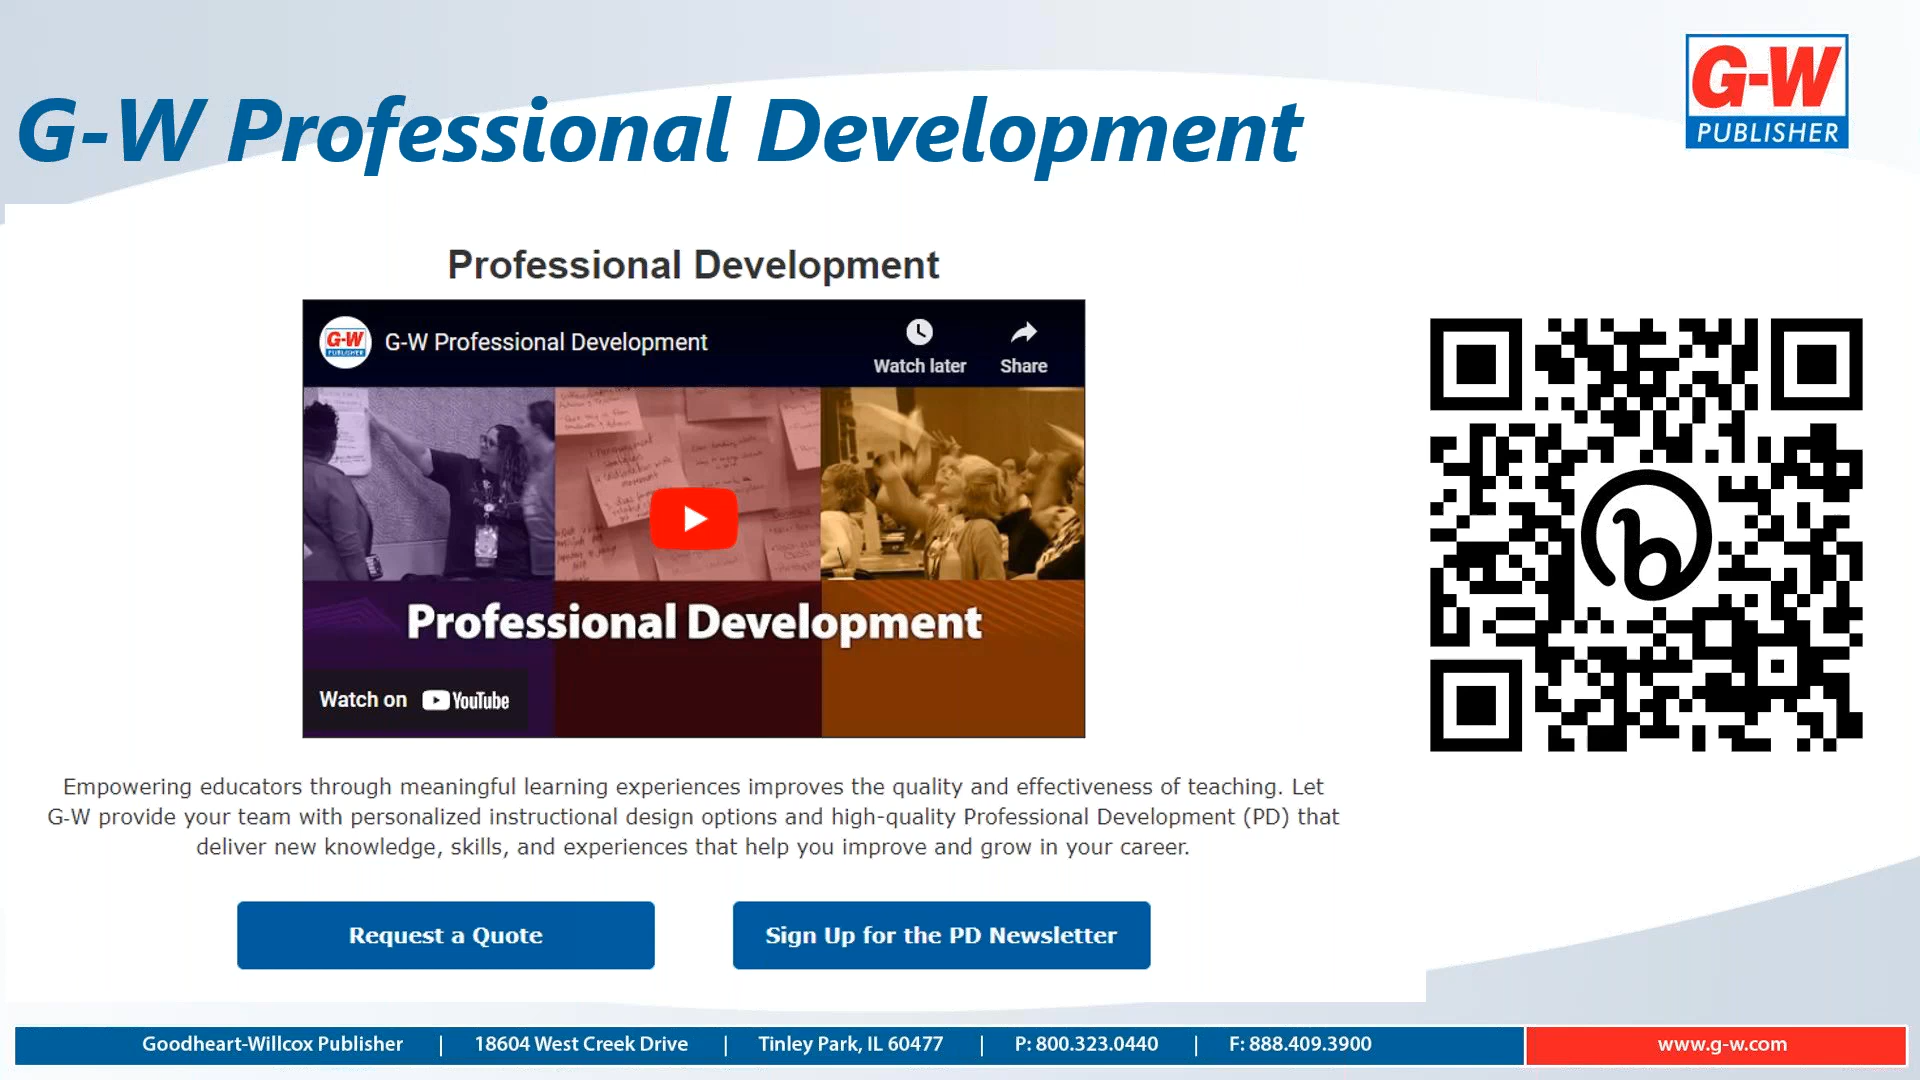 G-W Professional Development
G-W
PUBLISHER
Professional Development
G-W
PUBLISHER
G-W Professional Development
Watch later
Share
Professional Development
Watch on YouTube
Empowering educators through meaningful learning experiences improves the quality and effectiveness of teaching. Let
G-W provide your team with personalized instructional design options and high-quality Professional Development (PD) that
deliver new knowledge, skills, and experiences that help you improve and grow in your career.
Request a Quote
Sign Up for the PD Newsletter
Goodheart-Willcox Publisher | 18604 West Creek Drive | Tinley Park, IL 60477 | P: 800.323.0440 | F: 888.409.3900
www.g-w.com